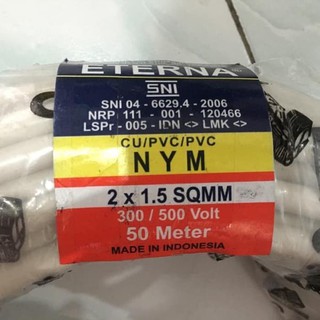 ETERNA
SNI
SNI 04 - 6629.4 - 2006
NRP 111 - 001 - 120466
LSPr - 005 - IDN <> LMK <>
CU/PVC/PVC
NYM
2 x 1.5 SQMM
300 / 500 Volt
50 Meter
MADE IN INDONESIA